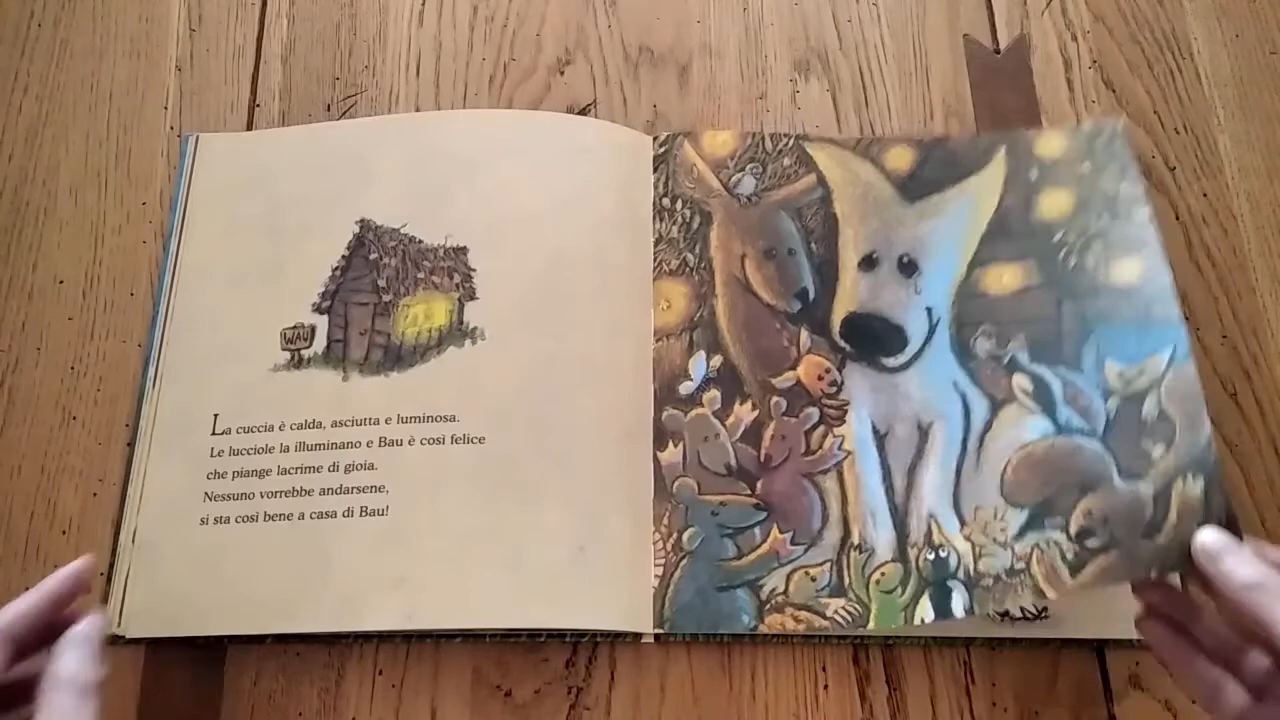 WAU
La cuccia è calda, asciutta e luminosa.
Le lucciole la illuminano e Bau è così felice
che piange lacrime di gioia.
Nessuno vorrebbe andarsene,
si sta così bene a casa di Bau!